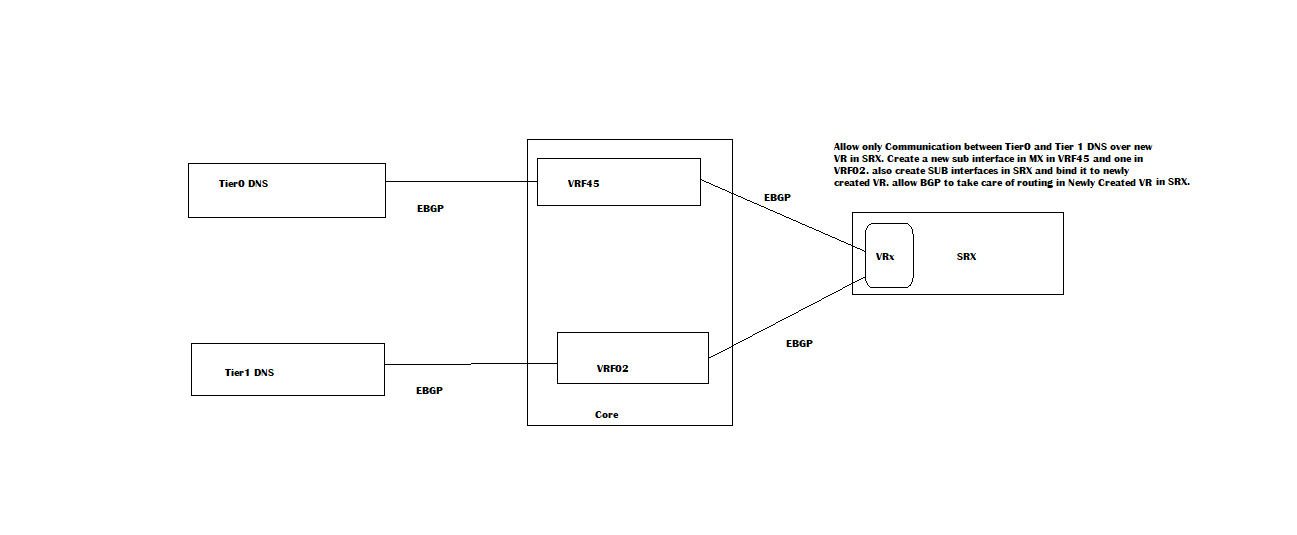 Allow only Communication between Tier0 and Tier 1 DNS over new
VR in SRX. Create a new sub interface in MX in VRF45 and one in
VRF02. also create SUB interfaces in SRX and bind it to newly
created VR. allow BGP to take care of routing in Newly Created VR in SRX.
Tier0 DNS
VRF45
EBGP
EBGP
VRx
SRX
EBGP
Tier1 DNS
VRF02
EBGP
Core